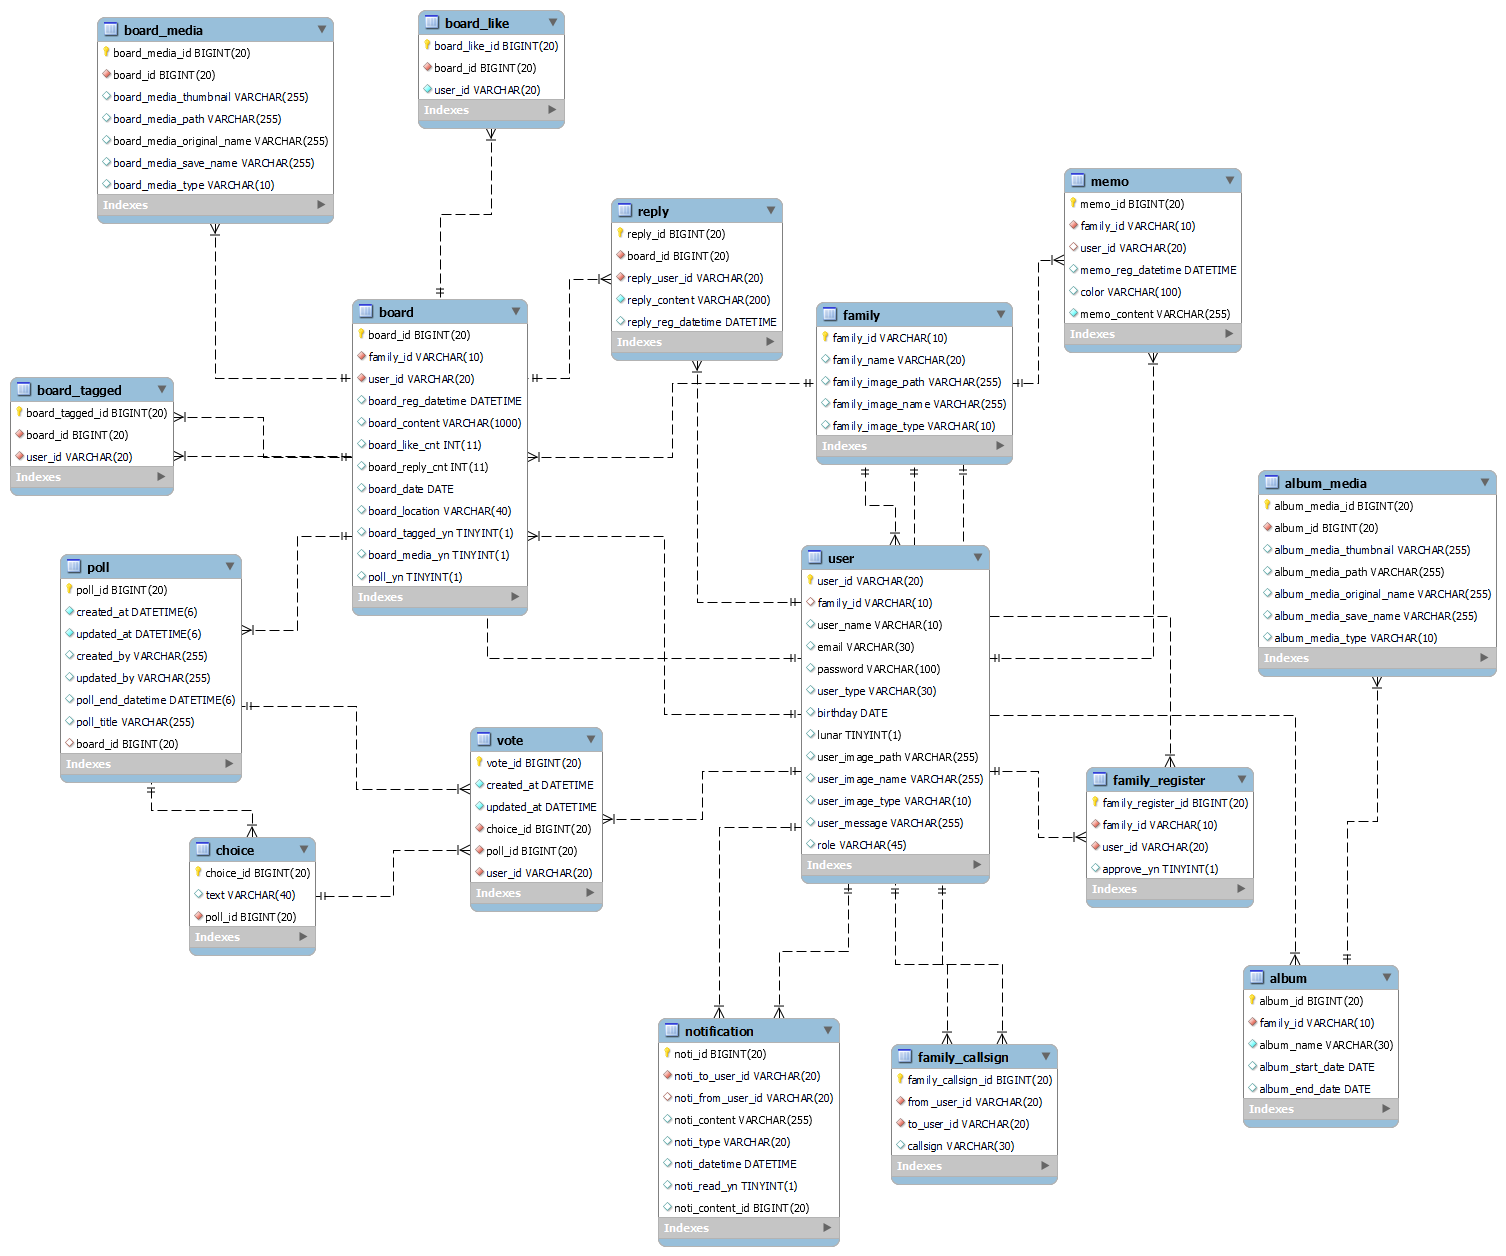 board_media
board_media_id BIGINT(20)
board_id BIGINT(20)
board_media_thumbnail VARCHAR(255)
board_media_path VARCHAR(255)
board_media_original_name VARCHAR(255)
board_media_save_name VARCHAR(255)
board_media_type VARCHAR(10)
Indexes
board_like
board_like_id BIGINT(20)
board_id BIGINT(20)
user_id VARCHAR(20)
Indexes
reply
reply_id BIGINT(20)
board_id BIGINT(20)
reply_user_id VARCHAR(20)
reply_content VARCHAR(200)
reply_reg_datetime DATETIME
Indexes
memo
memo_id BIGINT(20)
family_id VARCHAR(10)
user_id VARCHAR(20)
memo_reg_datetime DATETIME
color VARCHAR(100)
memo_content VARCHAR(255)
Indexes
board
board_id BIGINT(20)
family_id VARCHAR(10)
user_id VARCHAR(20)
board_reg_datetime DATETIME
board_content VARCHAR(1000)
board_like_cnt INT(11)
board_reply_cnt INT(11)
board_date DATE
board_location VARCHAR(40)
board_tagged_yn TINYINT(1)
board_media_yn TINYINT(1)
poll_yn TINYINT(1)
Indexes
family
family_id VARCHAR(10)
family_name VARCHAR(20)
family_image_path VARCHAR(255)
family_image_name VARCHAR(255)
family_image_type VARCHAR(10)
Indexes
board_tagged
board_tagged_id BIGINT(20)
board_id BIGINT(20)
user_id VARCHAR(20)
Indexes
album_media
album_media_id BIGINT(20)
album_id BIGINT(20)
album_media_thumbnail VARCHAR(255)
album_media_path VARCHAR(255)
album_media_original_name VARCHAR(255)
album_media_save_name VARCHAR(255)
album_media_type VARCHAR(10)
Indexes
poll
poll_id BIGINT(20)
created_at DATETIME(6)
updated_at DATETIME(6)
created_by VARCHAR(255)
updated_by VARCHAR(255)
poll_end_datetime DATETIME(6)
poll_title VARCHAR(255)
board_id BIGINT(20)
Indexes
user
user_id VARCHAR(20)
family_id VARCHAR(10)
user_name VARCHAR(10)
email VARCHAR(30)
password VARCHAR(100)
user_type VARCHAR(30)
birthday DATE
lunar TINYINT(1)
user_image_path VARCHAR(255)
user_image_name VARCHAR(255)
user_image_type VARCHAR(10)
user_message VARCHAR(255)
role VARCHAR(45)
Indexes
vote
vote_id BIGINT(20)
created_at DATETIME
updated_at DATETIME
choice_id BIGINT(20)
poll_id BIGINT(20)
user_id VARCHAR(20)
Indexes
family_register
family_register_id BIGINT(20)
family_id VARCHAR(10)
user_id VARCHAR(20)
approve_yn TINYINT(1)
Indexes
choice
choice_id BIGINT(20)
text VARCHAR(40)
poll_id BIGINT(20)
Indexes
album
album_id BIGINT(20)
family_id VARCHAR(10)
album_name VARCHAR(30)
album_start_date DATE
album_end_date DATE
Indexes
notification
noti_id BIGINT(20)
noti_to_user_id VARCHAR(20)
noti_from_user_id VARCHAR(20)
noti_content VARCHAR(255)
noti_type VARCHAR(20)
noti_datetime DATETIME
noti_read_yn TINYINT(1)
noti_content_id BIGINT(20)
Indexes
family_callsign
family_callsign_id BIGINT(20)
from_user_id VARCHAR(20)
to_user_id VARCHAR(20)
callsign VARCHAR(30)
Indexes